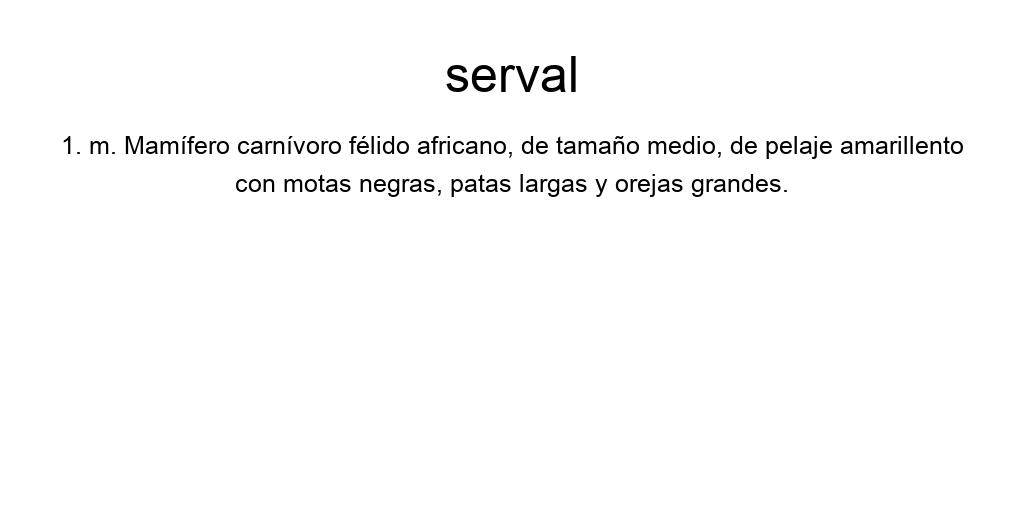 serval
1. m. Mamífero carnívoro félido africano, de tamaño medio, de pelaje amarillento
con motas negras, patas largas y orejas grandes.